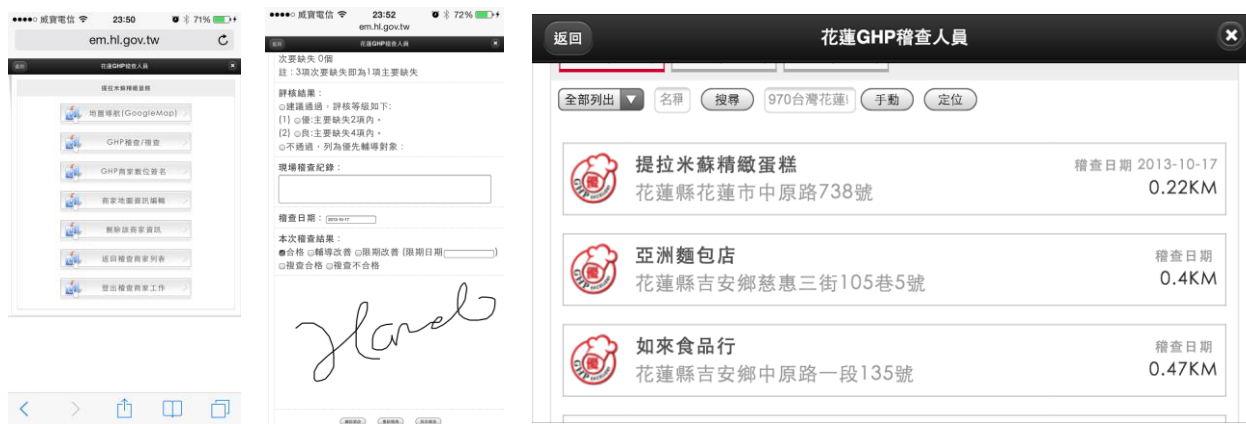 威寶電信 23:50 71%
em.hl.gov.tw
返回 花蓮GHP稽查人員
提拉米蘇精緻蛋糕
地圖導航(GoogleMap)
GHP稽查/複查
GHP商家數位簽名
商家地圖資訊編輯
刪除該商家資訊
返回稽查商家列表
登出稽查商家工作
威寶電信 23:52 72%
em.hl.gov.tw
返回 花蓮GHP稽查人員
次要缺失 0個
註：3項次要缺失即為1項主要缺失
評核結果：
建議通過，評核等級如下:
(1) 優:主要缺失2項內。
(2) 良:主要缺失4項內。
不通過，列為優先輔導對象：
現場稽查紀錄：
稽查日期：2013-10-17
本次稽查結果：
合格 輔導改善 限期改善 (限期日期 )
複查合格 複查不合格
返回 花蓮GHP稽查人員
全部列出 名稱 搜尋 970台灣花蓮 手動 定位
提拉米蘇精緻蛋糕 稽查日期 2013-10-17
花蓮縣花蓮市中原路738號 0.22KM
亞洲麵包店 稽查日期
花蓮縣吉安鄉慈惠三街105巷5號 0.4KM
如來食品行 稽查日期
花蓮縣吉安鄉中原路一段135號 0.47KM